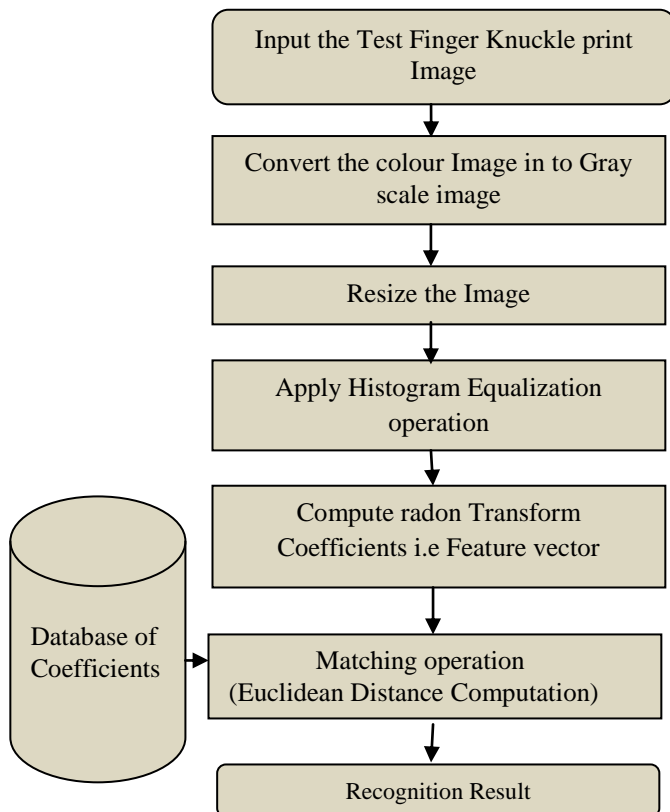 Input the Test Finger Knuckle print
Image
Convert the colour Image in to Gray
scale image
Resize the Image
Apply Histogram Equalization
operation
Compute radon Transform
Coefficients i.e Feature vector
Database of
Coefficients
Matching operation
(Euclidean Distance Computation)
Recognition Result